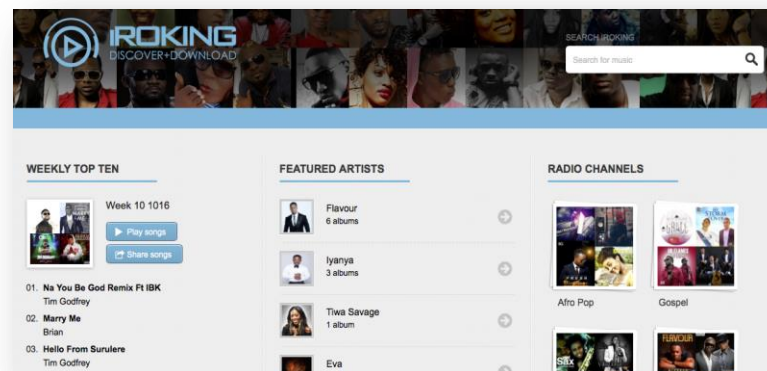 iROKING
DISCOVER+DOWNLOAD
SEARCH iROKING
Search for music
WEEKLY TOP TEN
Week 10 1016
Play songs
Share songs
01. Na You Be God Remix Ft IBK
Tim Godfrey
02. Marry Me
Brian
03. Hello From Surulere
Tim Godfrey
FEATURED ARTISTS
Flavour
6 albums
Iyanya
3 albums
Tiwa Savage
1 album
Eva
RADIO CHANNELS
Afro Pop
Gospel
FLAVOUR